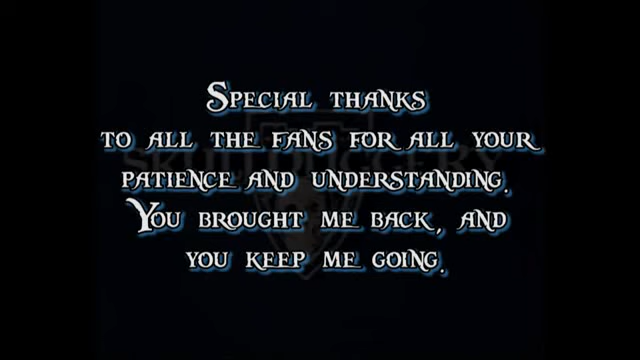 Special thanks
to all the fans for all your
patience and understanding.
You brought me back, and
you keep me going.